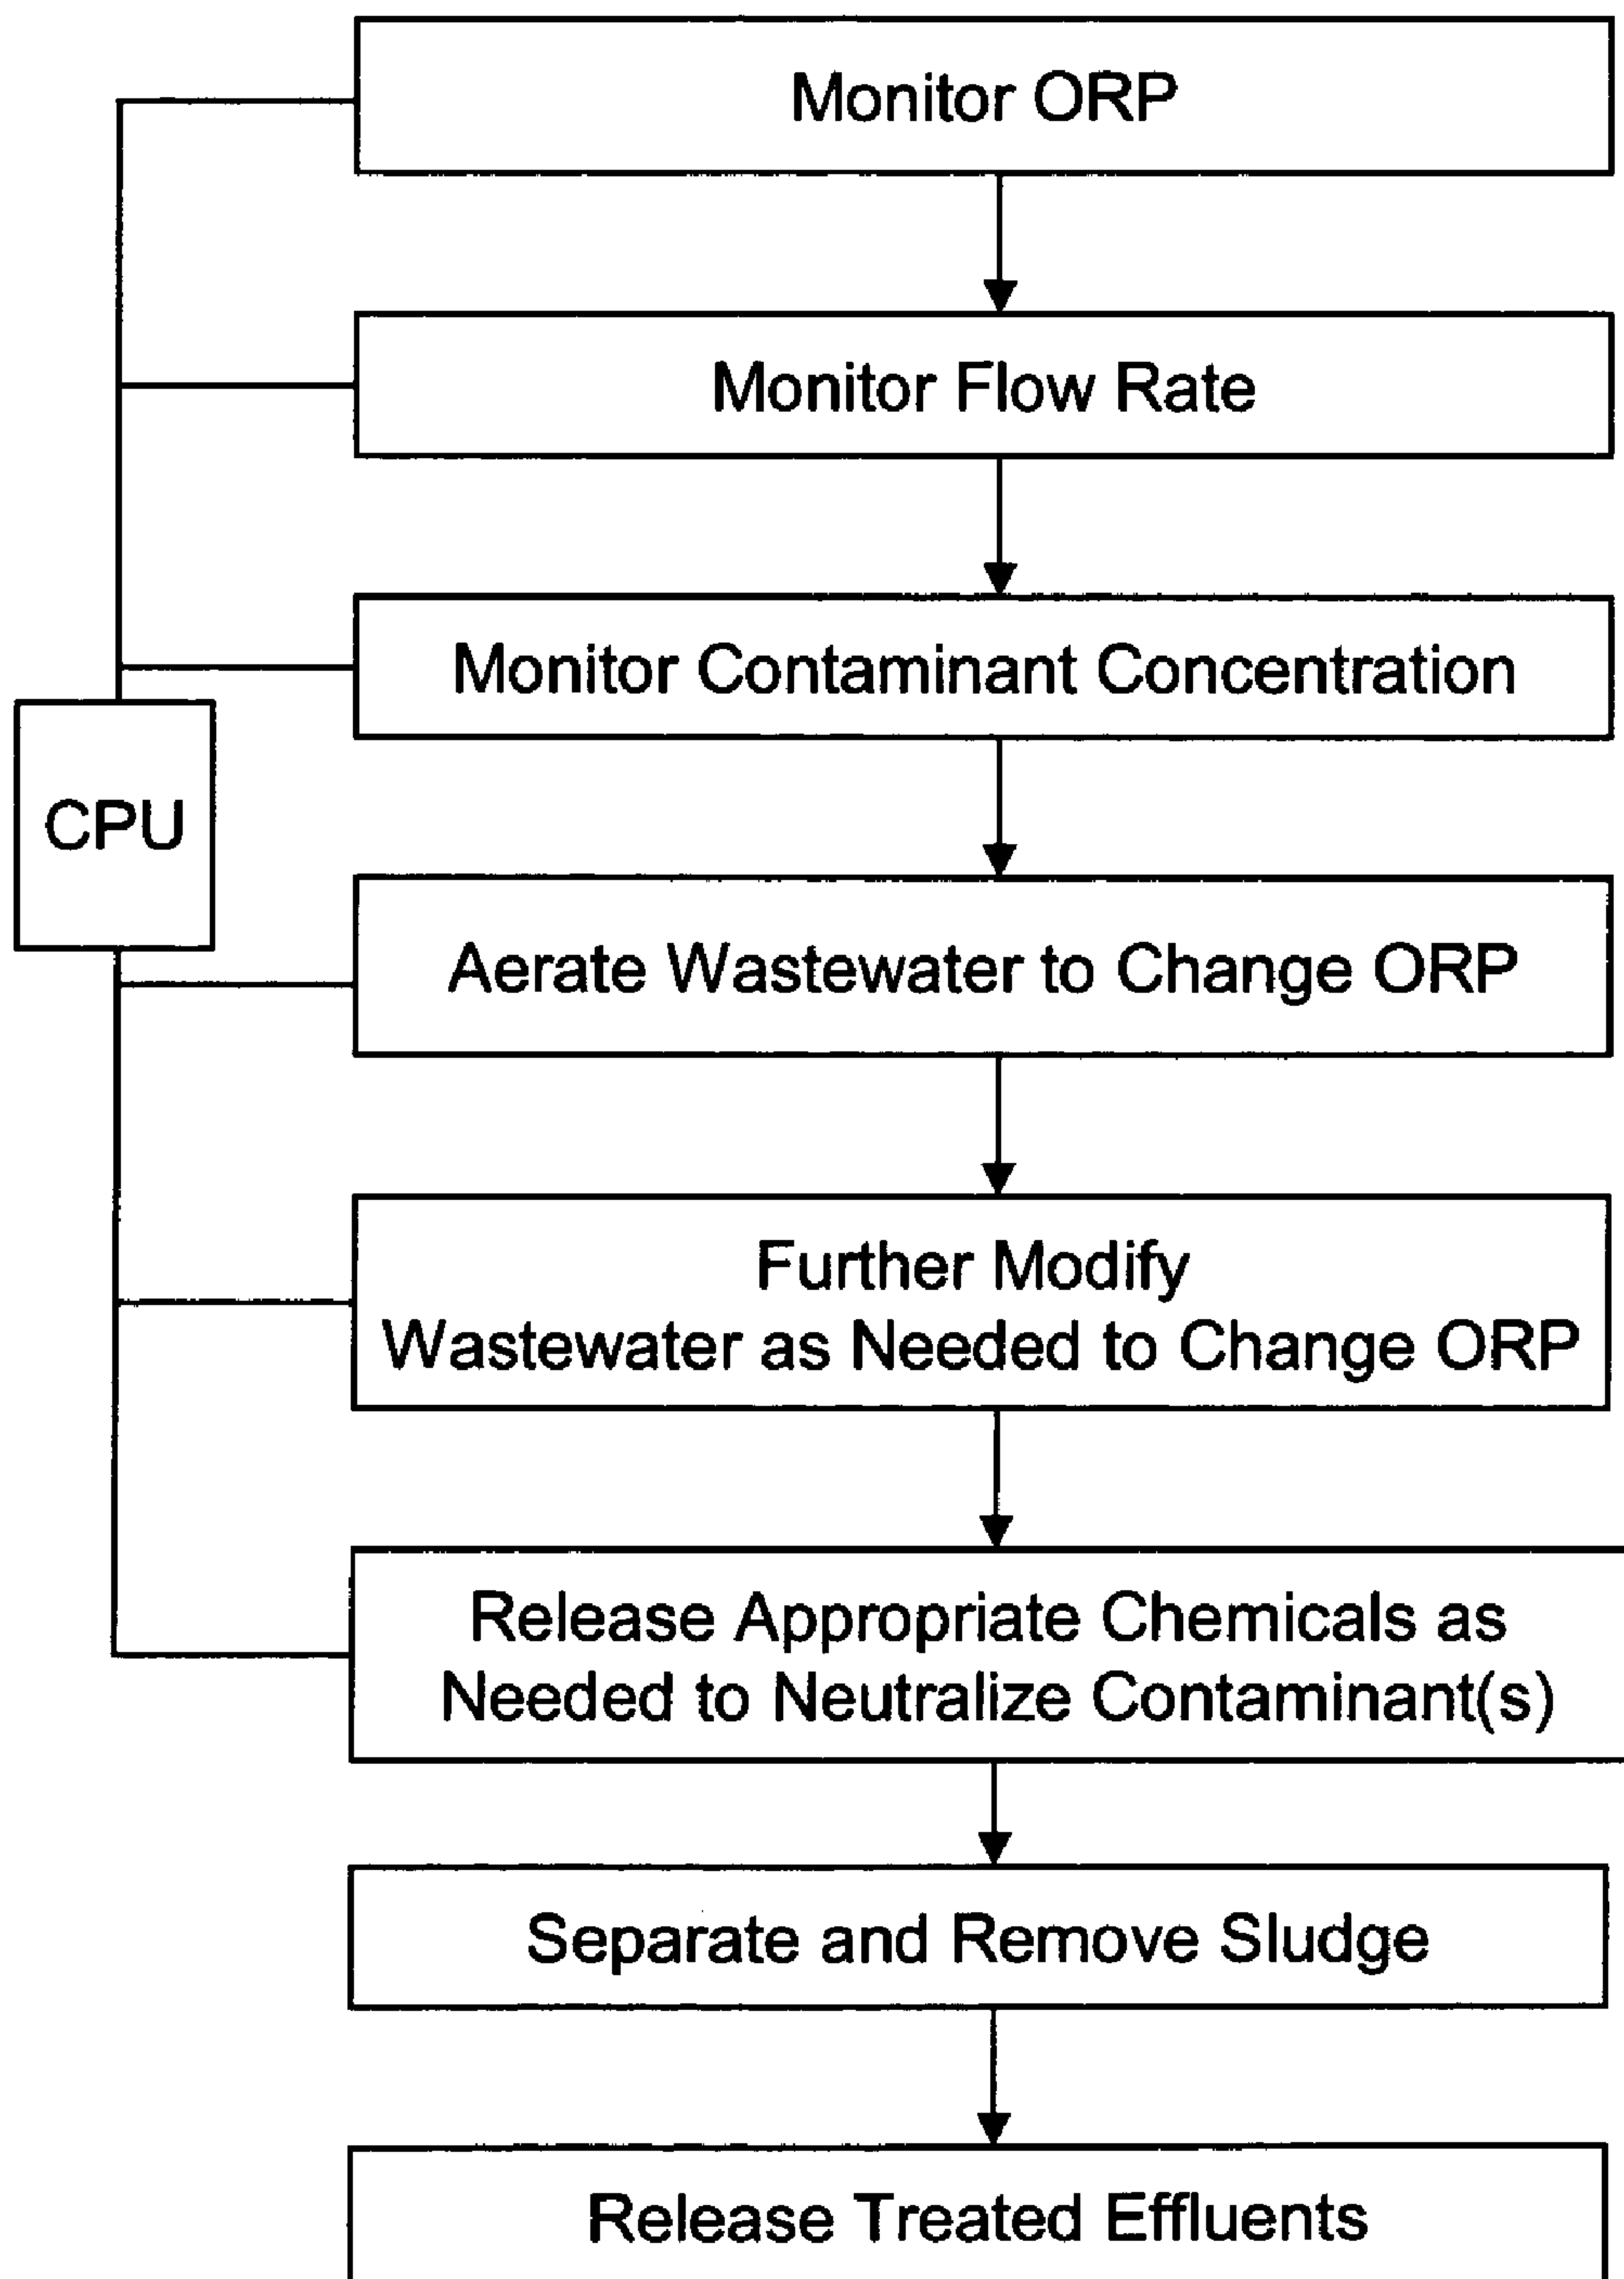 Monitor ORP
Monitor Flow Rate
Monitor Contaminant Concentration
CPU
Aerate Wastewater to Change ORP
Further Modify
Wastewater as Needed to Change ORP
Release Appropriate Chemicals as
Needed to Neutralize Contaminant(s)
Separate and Remove Sludge
Release Treated Effluents